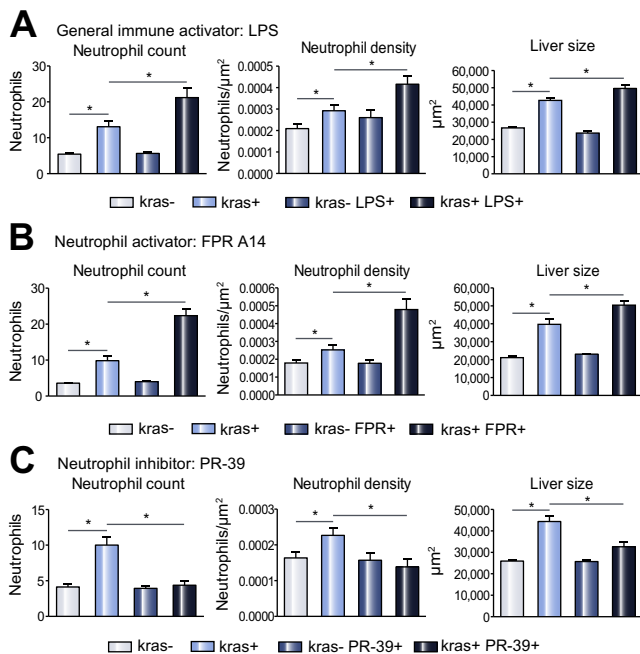 A
General immune activator: LPS
Neutrophil count
Neutrophil density
Liver size
Neutrophils
30
20
10
0
*
*
Neutrophils/µm²
0.0005
0.0004
0.0003
0.0002
0.0001
0.0000
*
*
µm²
60,000
50,000
40,000
30,000
20,000
10,000
0
*
*
kras- kras+ kras- LPS+ kras+ LPS+
B
Neutrophil activator: FPR A14
Neutrophil count
Neutrophil density
Liver size
Neutrophils
30
20
10
0
*
*
Neutrophils/µm²
0.0006
0.0005
0.0004
0.0003
0.0002
0.0001
0.0000
*
*
µm²
60,000
50,000
40,000
30,000
20,000
10,000
0
*
*
kras- kras+ kras- FPR+ kras+ FPR+
C
Neutrophil inhibitor: PR-39
Neutrophil count
Neutrophil density
Liver size
Neutrophils
15
10
5
0
*
*
Neutrophils/µm²
0.0003
0.0002
0.0001
0.0000
*
*
µm²
50,000
40,000
30,000
20,000
10,000
0
*
*
kras- kras+ kras- PR-39+ kras+ PR-39+